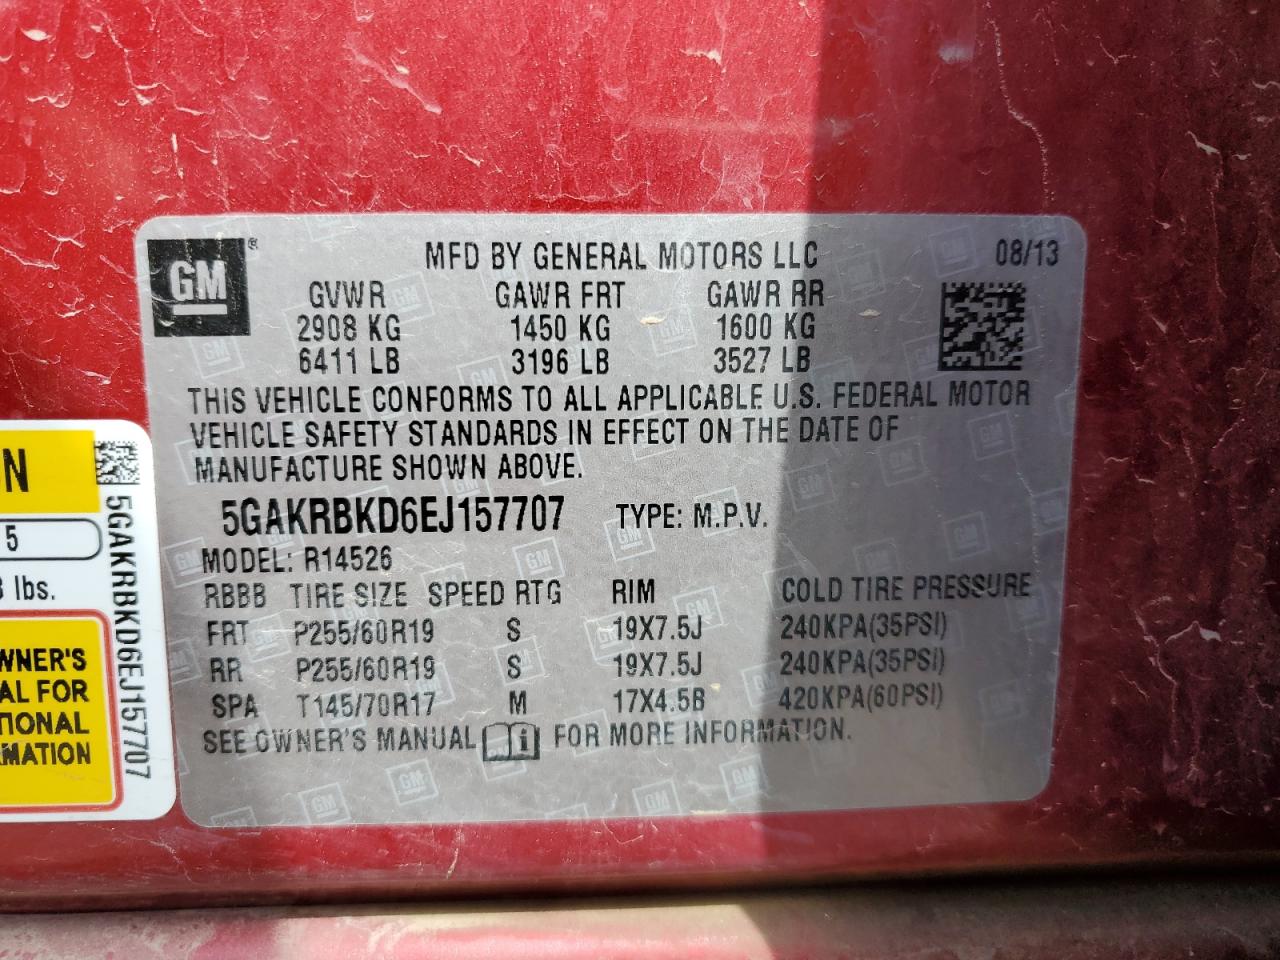 GM®
MFD BY GENERAL MOTORS LLC 08/13
GVWR GAWR FRT GAWR RR
2908 KG 1450 KG 1600 KG
6411 LB 3196 LB 3527 LB
THIS VEHICLE CONFORMS TO ALL APPLICABLE U.S. FEDERAL MOTOR
VEHICLE SAFETY STANDARDS IN EFFECT ON THE DATE OF
MANUFACTURE SHOWN ABOVE.
5GAKRBKD6EJ157707 TYPE: M.P.V.
MODEL: R14526
RBBB TIRE SIZE SPEED RTG RIM COLD TIRE PRESSURE
FRT P255/60R19 S 19X7.5J 240KPA(35PSI)
RR P255/60R19 S 19X7.5J 240KPA(35PSI)
SPA T145/70R17 M 17X4.5B 420KPA(60PSI)
SEE OWNER'S MANUAL FOR MORE INFORMATION.
5
lbs.
5GAKRBKD6EJ157707
WNER'S
AL FOR
TIONAL
MATION